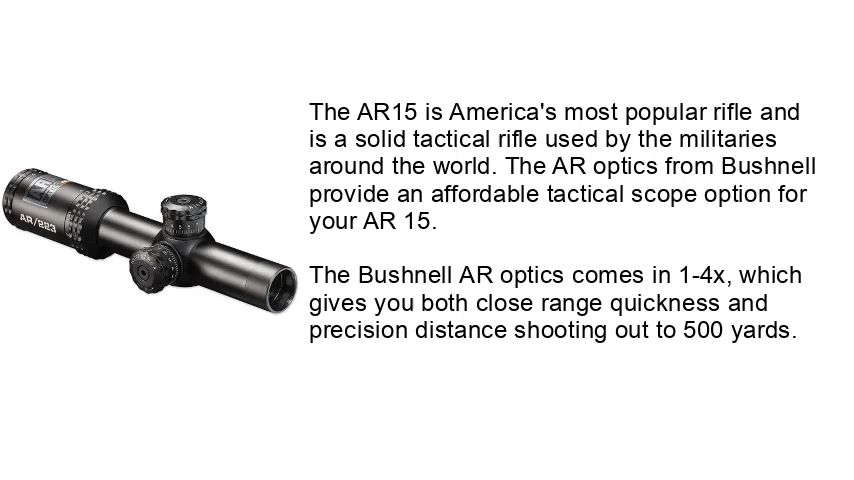 The AR15 is America's most popular rifle and
is a solid tactical rifle used by the militaries
around the world. The AR optics from Bushnell
provide an affordable tactical scope option for
your AR 15.
The Bushnell AR optics comes in 1-4x, which
gives you both close range quickness and
precision distance shooting out to 500 yards.
AR
AR/223